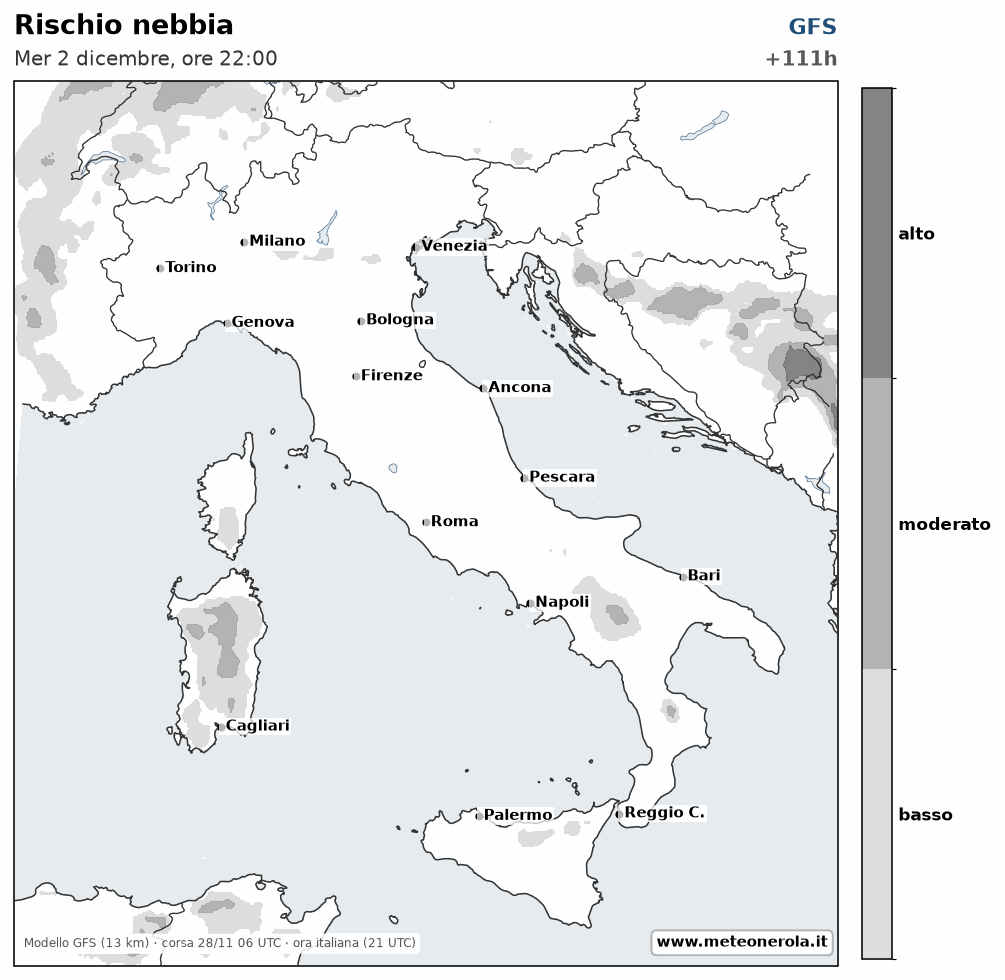 Rischio nebbia
GFS
Mer 2 dicembre, ore 22:00
+111h
alto
moderato
basso
Milano
Venezia
Torino
Genova
Bologna
Firenze
Ancona
Pescara
Roma
Bari
Napoli
Cagliari
Palermo
Reggio C.
Modello GFS (13 km) · corsa 28/11 06 UTC · ora italiana (21 UTC)
www.meteonerola.it